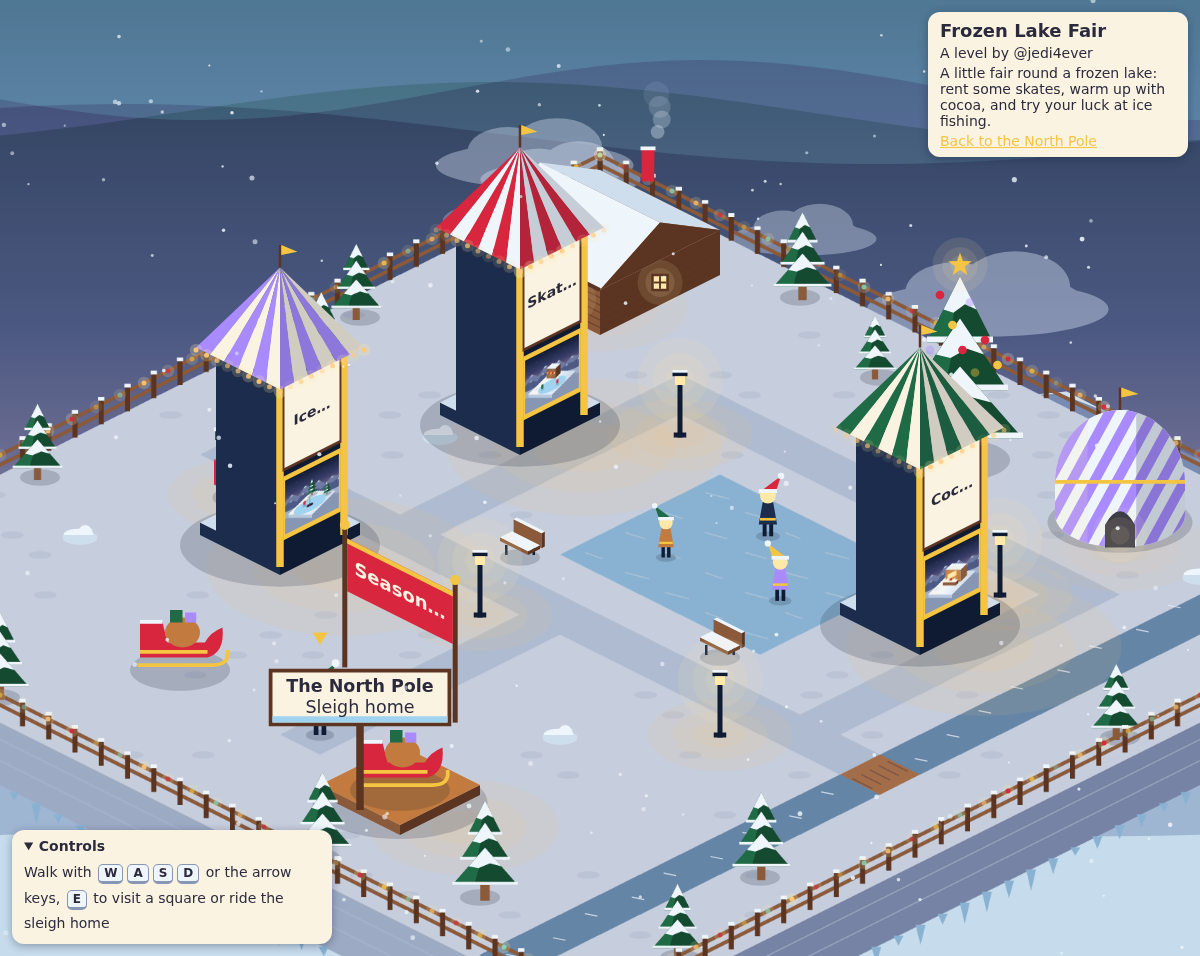 Frozen Lake Fair
A level by @jedi4ever
A little fair round a frozen lake:
rent some skates, warm up with
cocoa, and try your luck at ice
fishing.
Back to the North Pole
Skat...
Ice...
Coc...
Season...
The North Pole
Sleigh home
▼ Controls
Walk with W A S D or the arrow
keys, E to visit a square or ride the
sleigh home